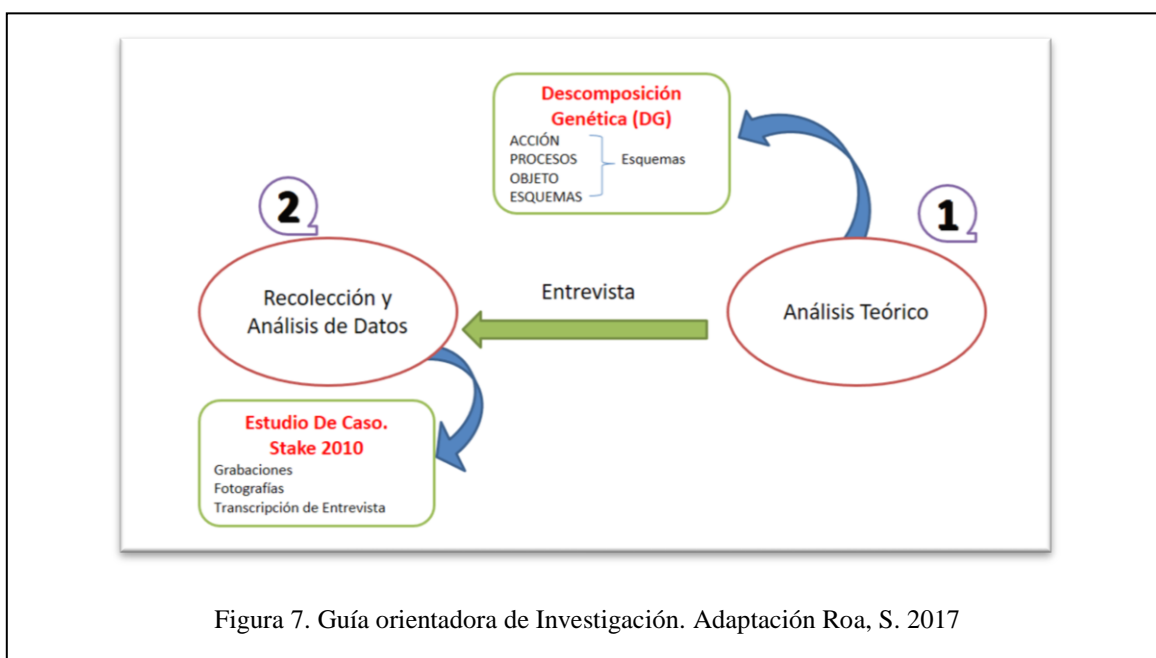 Descomposición
Genética (DG)
ACCIÓN
PROCESOS
OBJETO
ESQUEMAS
Esquemas
2
1
Recolección y
Análisis de Datos
Entrevista
Análisis Teórico
Estudio De Caso.
Stake 2010
Grabaciones
Fotografías
Transcripción de Entrevista
Figura 7. Guía orientadora de Investigación. Adaptación Roa, S. 2017